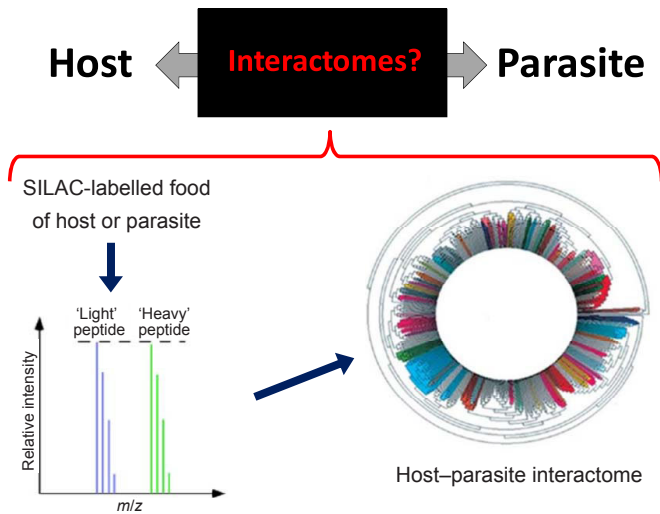 Host
Interactomes?
Parasite
SILAC-labelled food
of host or parasite
‘Light’
peptide
‘Heavy’
peptide
Relative intensity
m/z
Host–parasite interactome